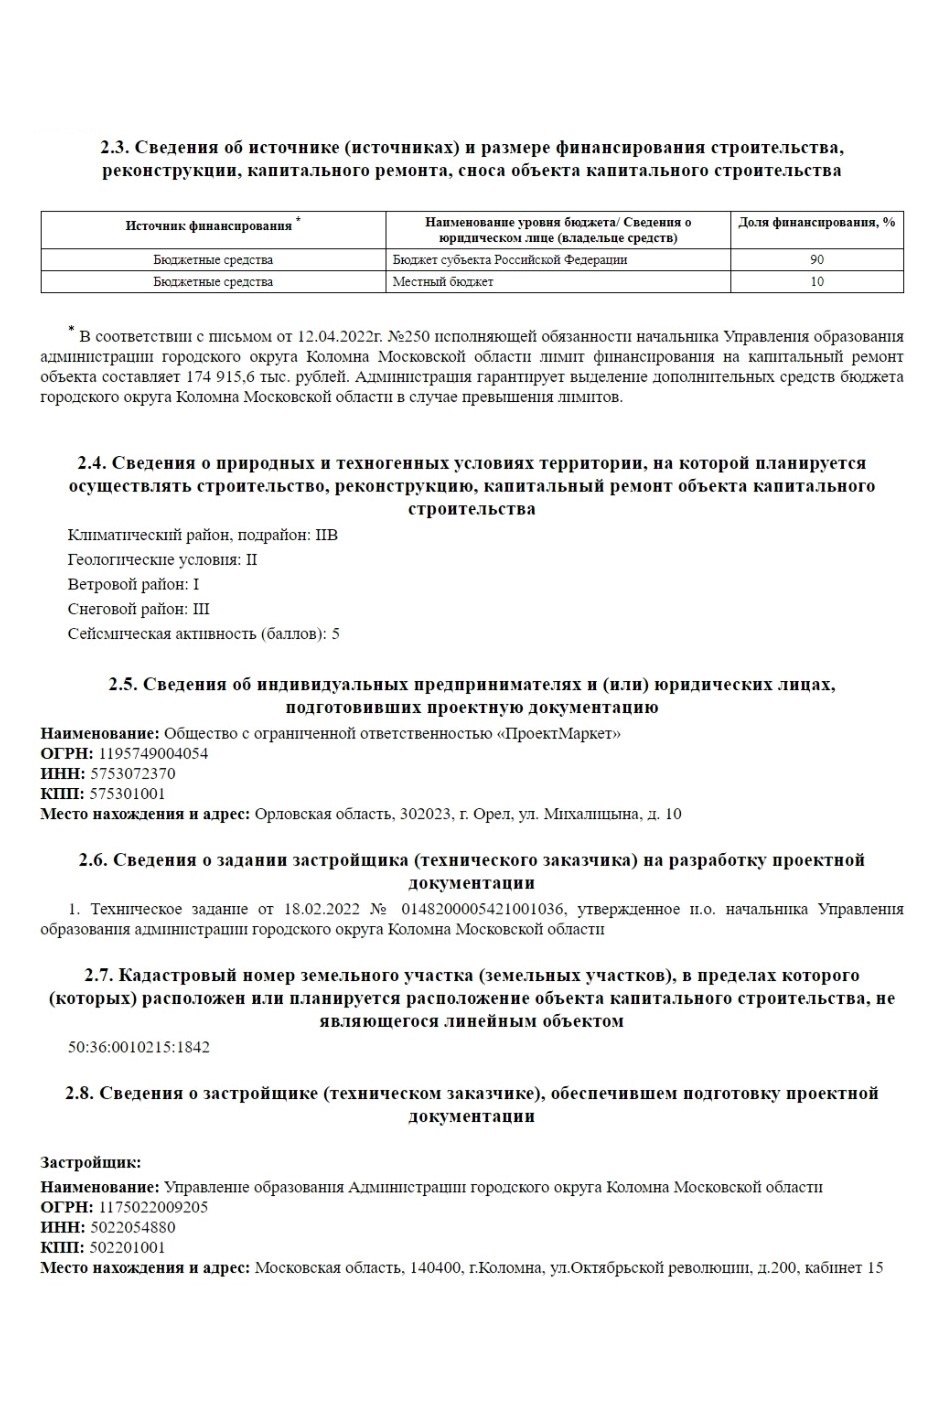 2.3. Сведения об источнике (источниках) и размере финансирования строительства,
реконструкции, капитального ремонта, сноса объекта капитального строительства
Источник финансирования * Наименование уровня бюджета/ Сведения о юридическом лице (владельце средств) Доля финансирования, %
Бюджетные средства Бюджет субъекта Российской Федерации 90
Бюджетные средства Местный бюджет 10
* В соответствии с письмом от 12.04.2022г. №250 исполняющей обязанности начальника Управления образования
администрации городского округа Коломна Московской области лимит финансирования на капитальный ремонт
объекта составляет 174 915,6 тыс. рублей. Администрация гарантирует выделение дополнительных средств бюджета
городского округа Коломна Московской области в случае превышения лимитов.
2.4. Сведения о природных и техногенных условиях территории, на которой планируется
осуществлять строительство, реконструкцию, капитальный ремонт объекта капитального
строительства
Климатический район, подрайон: IIВ
Геологические условия: II
Ветровой район: I
Снеговой район: III
Сейсмическая активность (баллов): 5
2.5. Сведения об индивидуальных предпринимателях и (или) юридических лицах,
подготовивших проектную документацию
Наименование: Общество с ограниченной ответственностью «ПроектМаркет»
ОГРН: 1195749004054
ИНН: 5753072370
КПП: 575301001
Место нахождения и адрес: Орловская область, 302023, г. Орел, ул. Михалицына, д. 10
2.6. Сведения о задании застройщика (технического заказчика) на разработку проектной
документации
1. Техническое задание от 18.02.2022 № 0148200005421001036, утвержденное и.о. начальника Управления
образования администрации городского округа Коломна Московской области
2.7. Кадастровый номер земельного участка (земельных участков), в пределах которого
(которых) расположен или планируется расположение объекта капитального строительства, не
являющегося линейным объектом
50:36:0010215:1842
2.8. Сведения о застройщике (техническом заказчике), обеспечившем подготовку проектной
документации
Застройщик:
Наименование: Управление образования Администрации городского округа Коломна Московской области
ОГРН: 1175022009205
ИНН: 5022054880
КПП: 502201001
Место нахождения и адрес: Московская область, 140400, г.Коломна, ул.Октябрьской революции, д.200, кабинет 15